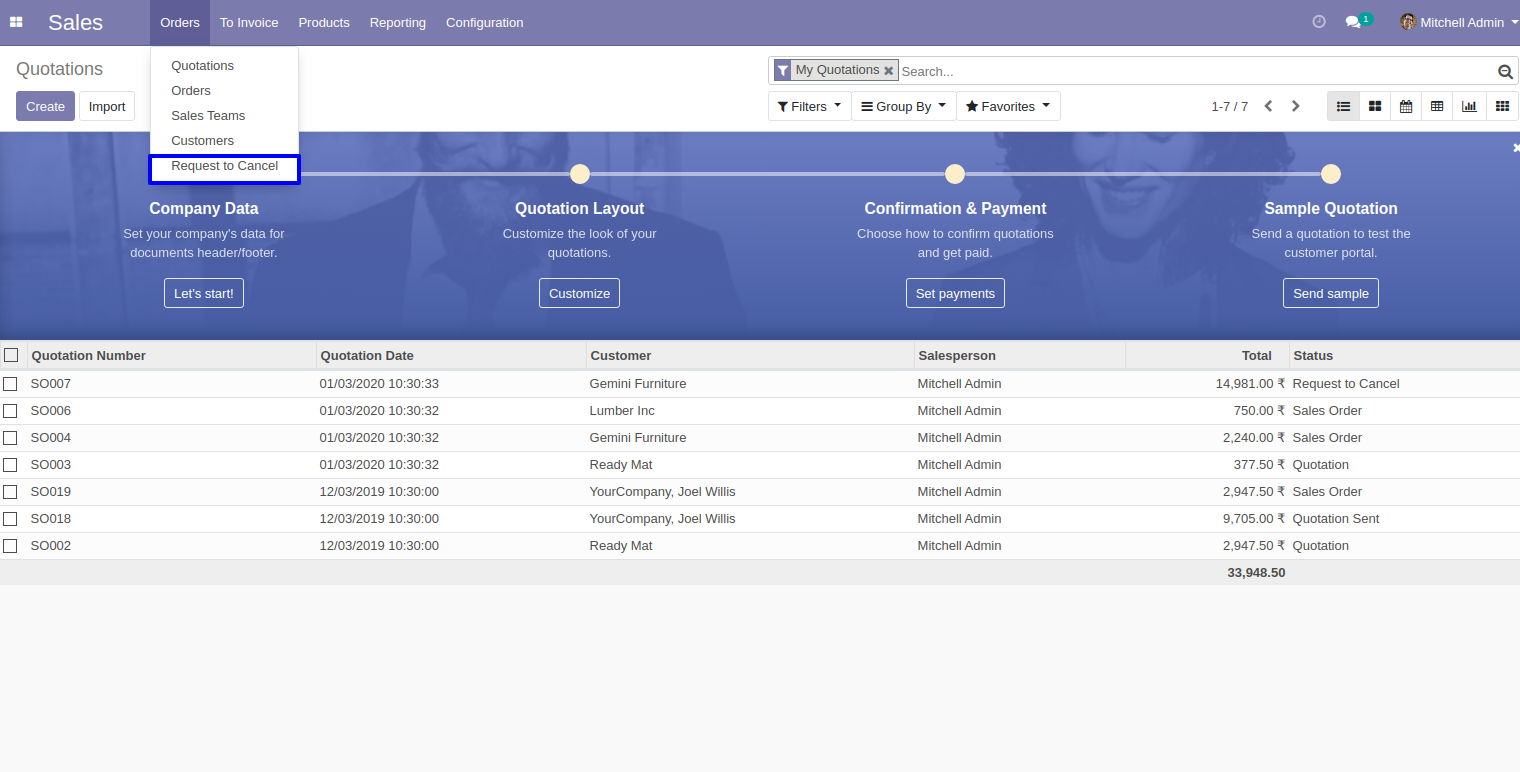 Sales Orders To Invoice Products Reporting Configuration 1 Mitchell Admin
Quotations
Quotations
Orders
Sales Teams
Customers
Request to Cancel
My Quotations Search...
Create Import
Filters Group By Favorites 1-7 / 7
Company Data
Set your company's data for
documents header/footer.
Let's start!
Quotation Layout
Customize the look of your
quotations.
Customize
Confirmation & Payment
Choose how to confirm quotations
and get paid.
Set payments
Sample Quotation
Send a quotation to test the
customer portal.
Send sample
Quotation Number Quotation Date Customer Salesperson Total Status
SO007 01/03/2020 10:30:33 Gemini Furniture Mitchell Admin 14,981.00 ₹ Request to Cancel
SO006 01/03/2020 10:30:32 Lumber Inc Mitchell Admin 750.00 ₹ Sales Order
SO004 01/03/2020 10:30:32 Gemini Furniture Mitchell Admin 2,240.00 ₹ Sales Order
SO003 01/03/2020 10:30:32 Ready Mat Mitchell Admin 377.50 ₹ Quotation
SO019 12/03/2019 10:30:00 YourCompany, Joel Willis Mitchell Admin 2,947.50 ₹ Sales Order
SO018 12/03/2019 10:30:00 YourCompany, Joel Willis Mitchell Admin 9,705.00 ₹ Quotation Sent
SO002 12/03/2019 10:30:00 Ready Mat Mitchell Admin 2,947.50 ₹ Quotation
33,948.50